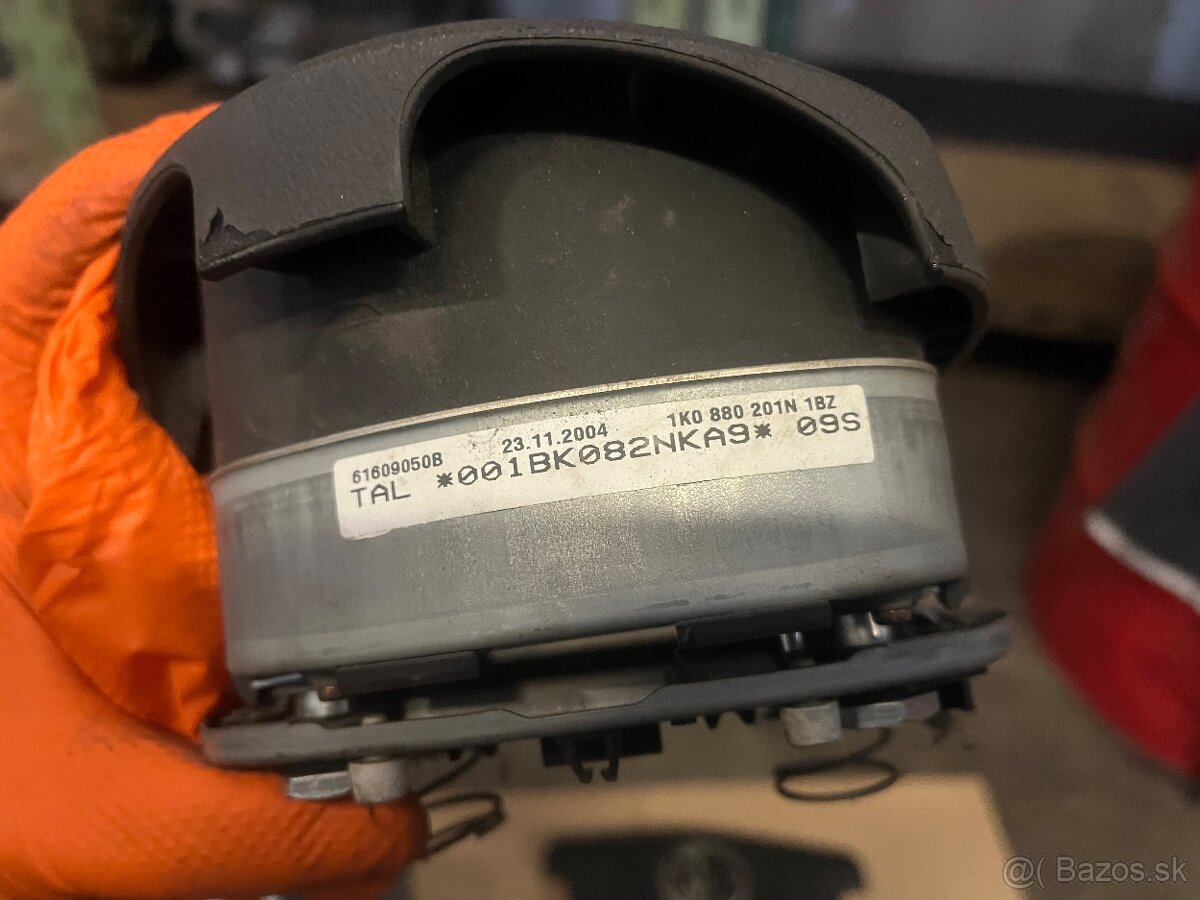 61609050B 23.11.2004 1K0 880 201N 1BZ
TAL *001BK082NKA9* 09S
@( Bazos.sk